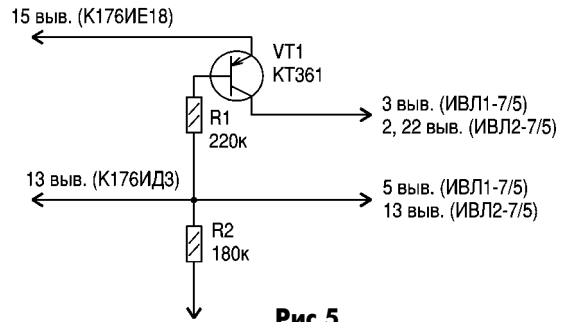 15 выв. (К176ИЕ18)
VT1
КТ361
R1
220к
3 выв. (ИВЛ1-7/5)
2, 22 выв. (ИВЛ2-7/5)
13 выв. (К176ИД3)
5 выв. (ИВЛ1-7/5)
13 выв. (ИВЛ2-7/5)
R2
180к
Рис.5